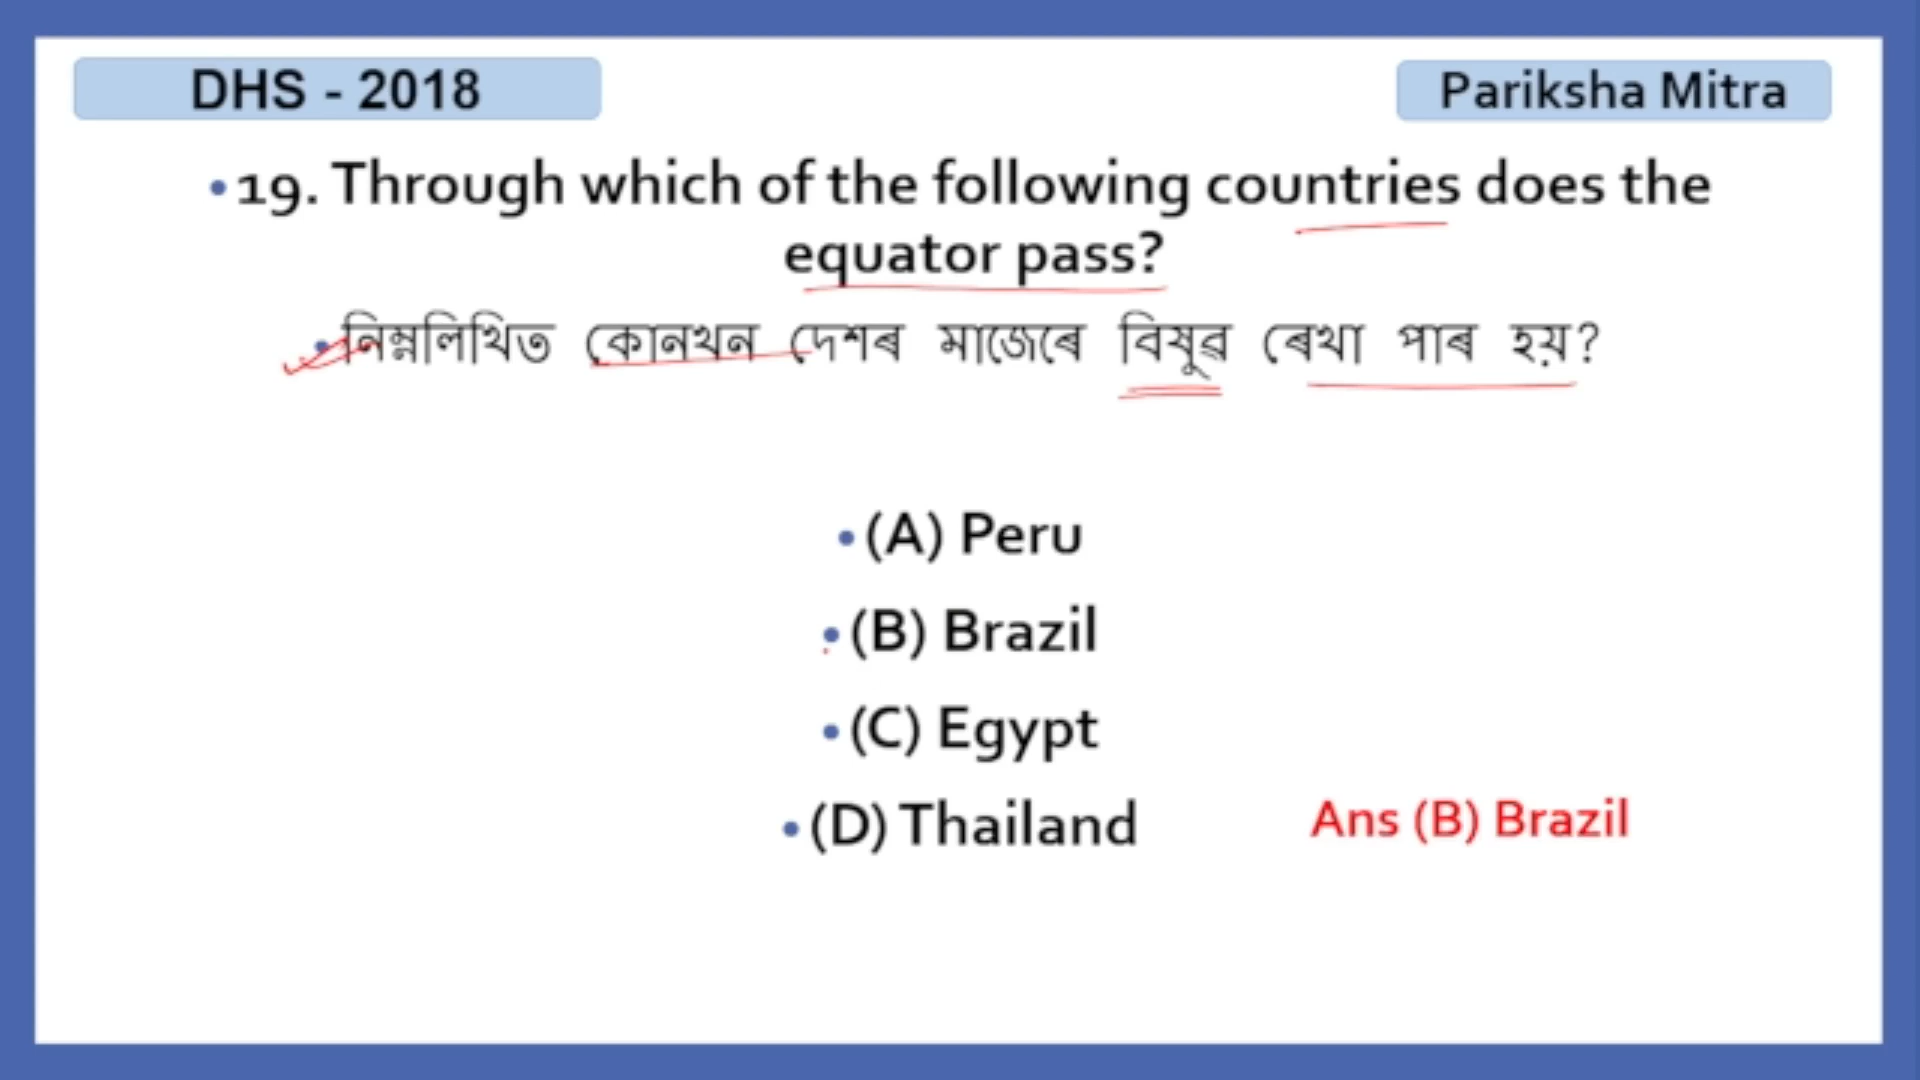 DHS - 2018
Pariksha Mitra
•19. Through which of the following countries does the
equator pass?
•নিম্নলিখিত কোনখন দেশৰ মাজেৰে বিষুৱ ৰেখা পাৰ হয়?
•(A) Peru
•(B) Brazil
•(C) Egypt
•(D) Thailand
Ans (B) Brazil